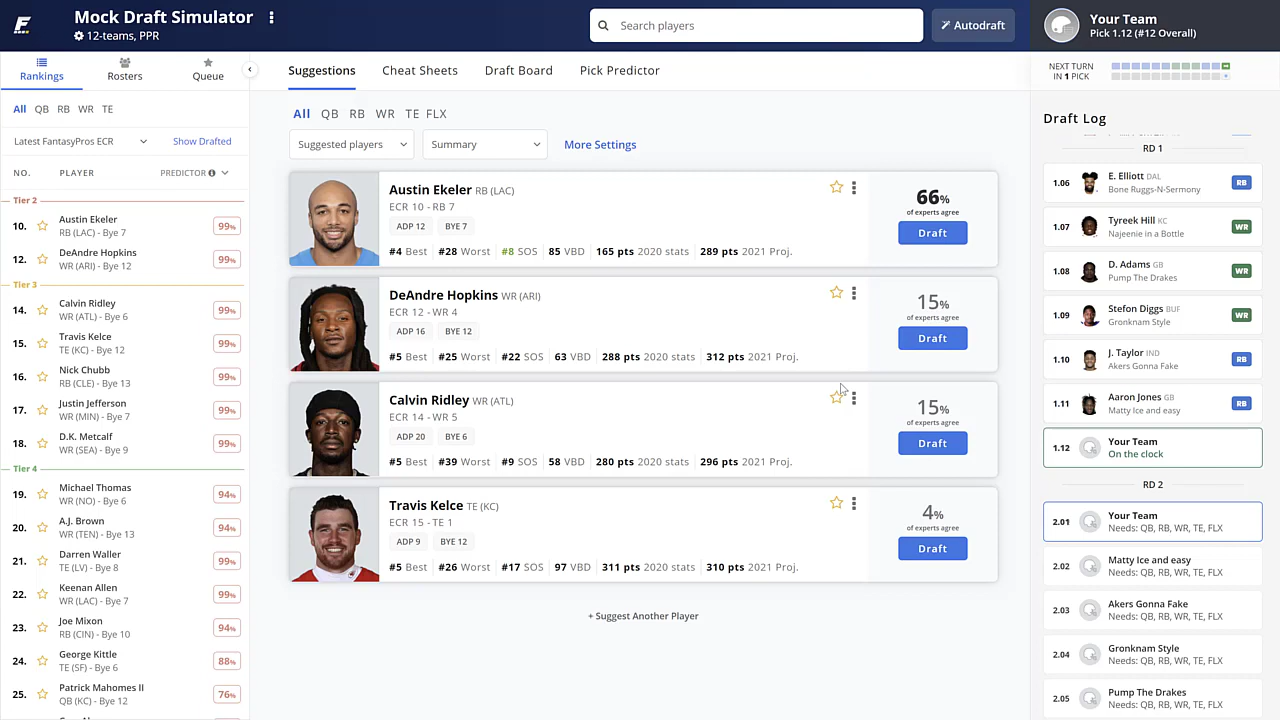 Mock Draft Simulator
12-teams, PPR
Search players
Autodraft
Your Team
Pick 1.12 (#12 Overall)
Rankings
Rosters
Queue
All QB RB WR TE
Latest FantasyPros ECR
Show Drafted
NO. PLAYER PREDICTOR
Tier 2
10. Austin Ekeler 99%
RB (LAC) - Bye 7
12. DeAndre Hopkins 99%
WR (ARI) - Bye 12
Tier 3
14. Calvin Ridley 99%
WR (ATL) - Bye 6
15. Travis Kelce 99%
TE (KC) - Bye 12
16. Nick Chubb 99%
RB (CLE) - Bye 13
17. Justin Jefferson 99%
WR (MIN) - Bye 7
18. D.K. Metcalf 99%
WR (SEA) - Bye 9
Tier 4
19. Michael Thomas 94%
WR (NO) - Bye 6
20. A.J. Brown 94%
WR (TEN) - Bye 13
21. Darren Waller 99%
TE (LV) - Bye 8
22. Keenan Allen 99%
WR (LAC) - Bye 7
23. Joe Mixon 94%
RB (CIN) - Bye 10
24. George Kittle 88%
TE (SF) - Bye 6
25. Patrick Mahomes II 76%
QB (KC) - Bye 12
Suggestions
Cheat Sheets
Draft Board
Pick Predictor
All QB RB WR TE FLX
Suggested players
Summary
More Settings
Austin Ekeler RB (LAC)
ECR 10 - RB 7
ADP 12 BYE 7
#4 Best #28 Worst #8 SOS 85 VBD 165 pts 2020 stats 289 pts 2021 Proj.
66%
of experts agree
Draft
DeAndre Hopkins WR (ARI)
ECR 12 - WR 4
ADP 16 BYE 12
#5 Best #25 Worst #22 SOS 63 VBD 288 pts 2020 stats 312 pts 2021 Proj.
15%
of experts agree
Draft
Calvin Ridley WR (ATL)
ECR 14 - WR 5
ADP 20 BYE 6
#5 Best #39 Worst #9 SOS 58 VBD 280 pts 2020 stats 296 pts 2021 Proj.
15%
of experts agree
Draft
Travis Kelce TE (KC)
ECR 15 - TE 1
ADP 9 BYE 12
#5 Best #26 Worst #17 SOS 97 VBD 311 pts 2020 stats 310 pts 2021 Proj.
4%
of experts agree
Draft
+ Suggest Another Player
NEXT TURN
IN 1 PICK
Draft Log
RD 1
1.06 E. Elliott DAL RB
Bone Ruggs-N-Sermony
1.07 Tyreek Hill KC WR
Najeenie in a Bottle
1.08 D. Adams GB WR
Pump The Drakes
1.09 Stefon Diggs BUF WR
Gronknam Style
1.10 J. Taylor IND RB
Akers Gonna Fake
1.11 Aaron Jones GB RB
Matty Ice and easy
1.12 Your Team
On the clock
RD 2
2.01 Your Team
Needs: QB, RB, WR, TE, FLX
2.02 Matty Ice and easy
Needs: QB, RB, WR, TE, FLX
2.03 Akers Gonna Fake
Needs: QB, RB, WR, TE, FLX
2.04 Gronknam Style
Needs: QB, RB, WR, TE, FLX
2.05 Pump The Drakes
Needs: QB, RB, WR, TE, FLX